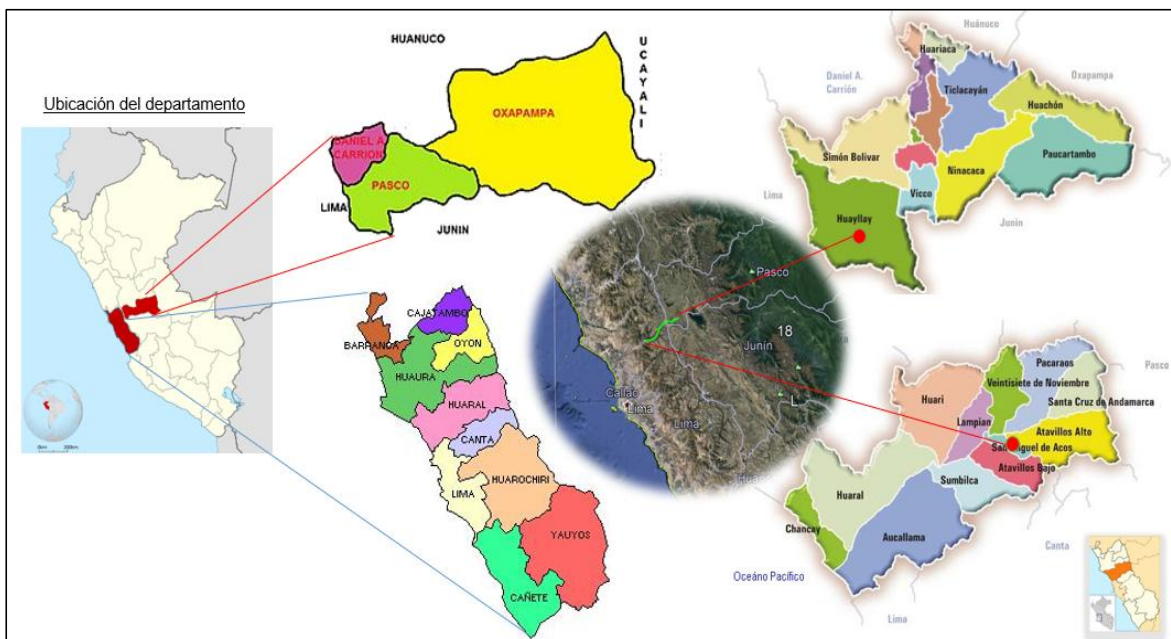 Ubicación del departamento
HUANUCO
UCAYALI
OXAPAMPA
DANIEL A. CARRION
PASCO
LIMA
JUNIN
CAJATAMBO
BARRANCA
OYON
HUAURA
HUARAL
CANTA
LIMA
HUAROCHIRI
YAUYOS
CAÑETE
Pasco
18
Junín
Callao
Lima
Lima
L
Huánuco
Huariaca
Daniel A.
Carrión
Ticlacayán
Oxapampa
Huachón
Simón Bolivar
Paucartambo
Ninacaca
Vicco
Lima
Huayllay
Junín
Pacaraos
Pasco
Veintisiete de Noviembre
Huari
Santa Cruz de Andamarca
Lampian
Atavillos Alto
San Miguel de Acos
Atavillos Bajo
Sumbilca
Huaral
Chancay
Aucallama
Canta
Oceáno Pacífico
Lima